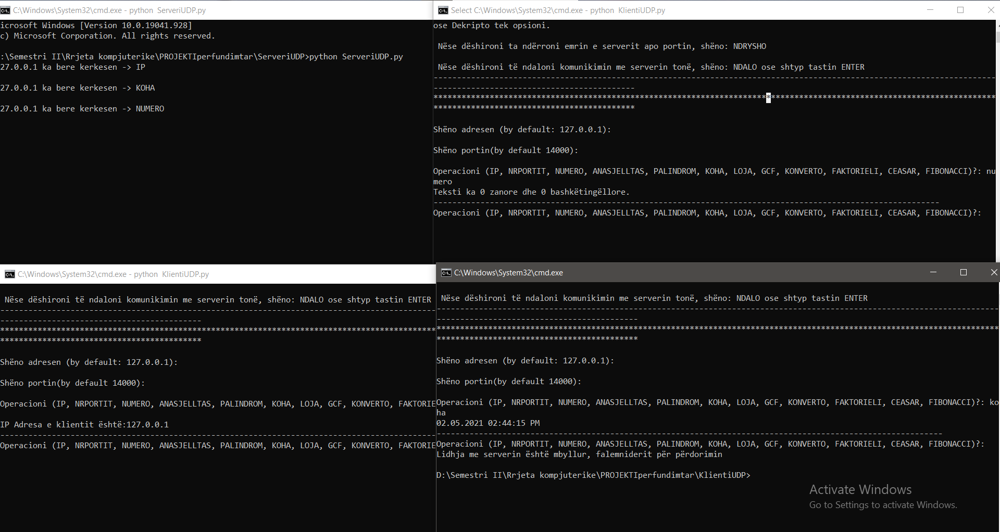 C:\Windows\System32\cmd.exe - python  ServeriUDP.py
icrosoft Windows [Version 10.0.19041.928]
c) Microsoft Corporation. All rights reserved.
:\Semestri II\Rrjeta kompjuterike\PROJEKTIperfundimtar\ServeriUDP>python ServeriUDP.py
27.0.0.1 ka bere kerkesen -> IP
27.0.0.1 ka bere kerkesen -> KOHA
27.0.0.1 ka bere kerkesen -> NUMERO
Select C:\Windows\System32\cmd.exe - python  KlientiUDP.py
ose Dekripto tek opsioni.
Nëse dëshironi ta ndërroni emrin e serverit apo portin, shëno: NDRYSHO
Nëse dëshironi të ndaloni komunikimin me serverin tonë, shëno: NDALO ose shtyp tastin ENTER
------------------------------------------------------------------------------------------------------------------------
-------------------------------------------
************************************************************************************************************************
*******************************************
Shëno adresen (by default: 127.0.0.1):
Shëno portin(by default 14000):
Operacioni (IP, NRPORTIT, NUMERO, ANASJELLTAS, PALINDROM, KOHA, LOJA, GCF, KONVERTO, FAKTORIELI, CEASAR, FIBONACCI)?: nu
mero
Teksti ka 0 zanore dhe 0 bashkëtingëllore.
------------------------------------------------------------------------------------------------------------
Operacioni (IP, NRPORTIT, NUMERO, ANASJELLTAS, PALINDROM, KOHA, LOJA, GCF, KONVERTO, FAKTORIELI, CEASAR, FIBONACCI)?:
C:\Windows\System32\cmd.exe - python  KlientiUDP.py
Nëse dëshironi të ndaloni komunikimin me serverin tonë, shëno: NDALO ose shtyp tastin ENTER
---------------------------------------------------------------------------------------------
-------------------------------------------
*********************************************************************************************
*******************************************
Shëno adresen (by default: 127.0.0.1):
Shëno portin(by default 14000):
Operacioni (IP, NRPORTIT, NUMERO, ANASJELLTAS, PALINDROM, KOHA, LOJA, GCF, KONVERTO, FAKTORIE
IP Adresa e klientit është:127.0.0.1
---------------------------------------------------------------------------------------------
Operacioni (IP, NRPORTIT, NUMERO, ANASJELLTAS, PALINDROM, KOHA, LOJA, GCF, KONVERTO, FAKTORIE
C:\Windows\System32\cmd.exe
Nëse dëshironi të ndaloni komunikimin me serverin tonë, shëno: NDALO ose shtyp tastin ENTER
------------------------------------------------------------------------------------------------------------------------
-------------------------------------------
************************************************************************************************************************
*******************************************
Shëno adresen (by default: 127.0.0.1):
Shëno portin(by default 14000):
Operacioni (IP, NRPORTIT, NUMERO, ANASJELLTAS, PALINDROM, KOHA, LOJA, GCF, KONVERTO, FAKTORIELI, CEASAR, FIBONACCI)?: ko
ha
02.05.2021 02:44:15 PM
------------------------------------------------------------------------------------------------------------
Operacioni (IP, NRPORTIT, NUMERO, ANASJELLTAS, PALINDROM, KOHA, LOJA, GCF, KONVERTO, FAKTORIELI, CEASAR, FIBONACCI)?:
Lidhja me serverin është mbyllur, falemniderit për përdorimin
D:\Semestri II\Rrjeta kompjuterike\PROJEKTIperfundimtar\KlientiUDP>
Activate Windows
Go to Settings to activate Windows.